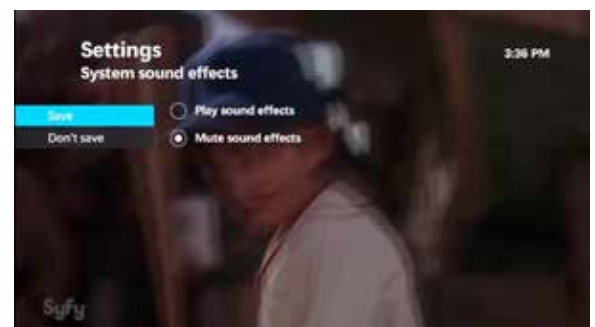 Settings
3:36 PM
System sound effects
Save
Play sound effects
Don't save
Mute sound effects
Syfy